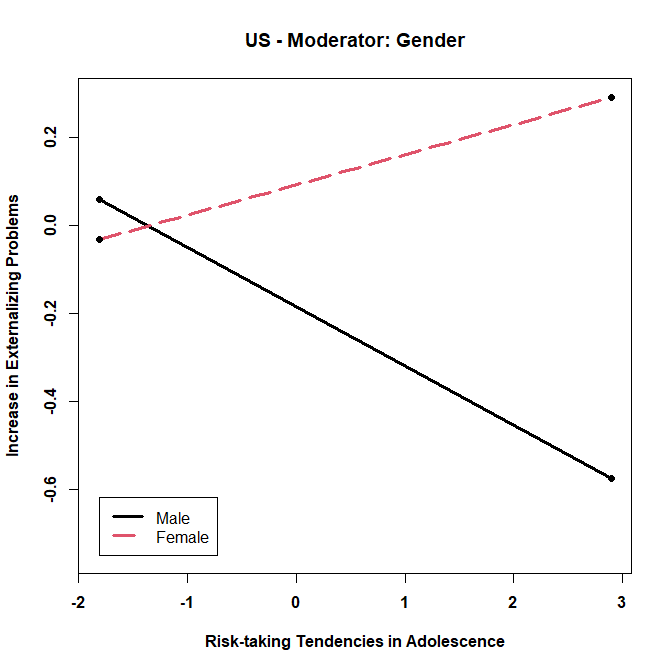 US - Moderator: Gender
Increase in Externalizing Problems
0.2
0.0
-0.2
-0.4
-0.6
Male
Female
-2
-1
0
1
2
3
Risk-taking Tendencies in Adolescence